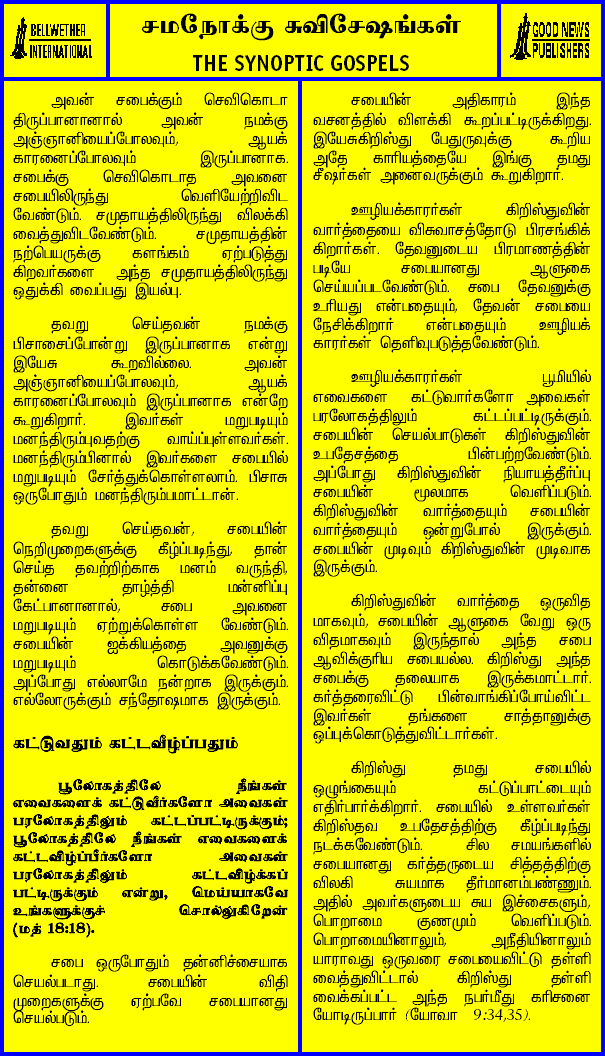 BELLWETHER
INTERNATIONAL
சமநோக்கு சுவிசேஷங்கள்
THE SYNOPTIC GOSPELS
GOOD NEWS
PUBLISHERS
அவன் சபைக்கும் செவிகொடா
திருப்பானானால் அவன் நமக்கு
அஞ்ஞானியைப்போலவும், ஆயக்
காரனைப்போலவும் இருப்பானாக.
சபைக்கு செவிகொடாத அவனை
சபையிலிருந்து வெளியேற்றிவிட
வேண்டும். சமுதாயத்திலிருந்து விலக்கி
வைத்துவிடவேண்டும். சமுதாயத்தின்
நற்பெயருக்கு களங்கம் ஏற்படுத்து
கிறவர்களை அந்த சமுதாயத்திலிருந்து
ஒதுக்கி வைப்பது இயல்பு.
தவறு செய்தவன் நமக்கு
பிசாசைப்போன்று இருப்பானாக என்று
இயேசு கூறவில்லை. அவன்
அஞ்ஞானியைப்போலவும், ஆயக்
காரனைப்போலவும் இருப்பானாக என்றே
கூறுகிறார். இவர்கள் மறுபடியும்
மனந்திரும்புவதற்கு வாய்ப்புள்ளவர்கள்.
மனந்திரும்பினால் இவர்களை சபையில்
மறுபடியும் சேர்த்துக்கொள்ளலாம். பிசாசு
ஒருபோதும் மனந்திரும்பமாட்டான்.
தவறு செய்தவன், சபையின்
நெறிமுறைகளுக்கு கீழ்ப்படிந்து, தான்
செய்த தவற்றிற்காக மனம் வருந்தி,
தன்னை தாழ்த்தி மன்னிப்பு
கேட்பானானால், சபை அவனை
மறுபடியும் ஏற்றுக்கொள்ள வேண்டும்.
சபையின் ஐக்கியத்தை அவனுக்கு
மறுபடியும் கொடுக்கவேண்டும்.
அப்போது எல்லாமே நன்றாக இருக்கும்.
எல்லோருக்கும் சந்தோஷமாக இருக்கும்.
கட்டுவதும் கட்டவிழ்ப்பதும்
பூலோகத்திலே நீங்கள்
எவைகளைக் கட்டுவீர்களோ அவைகள்
பரலோகத்திலும் கட்டப்பட்டிருக்கும்;
பூலோகத்திலே நீங்கள் எவைகளைக்
கட்டவிழ்ப்பீர்களோ அவைகள்
பரலோகத்திலும் கட்டவிழ்க்கப்
பட்டிருக்கும் என்று, மெய்யாகவே
உங்களுக்குச் சொல்லுகிறேன்
(மத் 18:18).
சபை ஒருபோதும் தன்னிச்சையாக
செயல்படாது. சபையின் விதி
முறைகளுக்கு ஏற்பவே சபையானது
செயல்படும்.
சபையின் அதிகாரம் இந்த
வசனத்தில் விளக்கி கூறப்பட்டிருக்கிறது.
இயேசுகிறிஸ்து பேதுருவுக்கு கூறிய
அதே காரியத்தையே இங்கு தமது
சீஷர்கள் அனைவருக்கும் கூறுகிறார்.
ஊழியக்காரர்கள் கிறிஸ்துவின்
வார்த்தையை விசுவாசத்தோடு பிரசங்கிக்
கிறார்கள். தேவனுடைய பிரமாணத்தின்
படியே சபையானது ஆளுகை
செய்யப்படவேண்டும். சபை தேவனுக்கு
உரியது என்பதையும், தேவன் சபையை
நேசிக்கிறார் என்பதையும் ஊழியக்
காரர்கள் தெளிவுபடுத்தவேண்டும்.
ஊழியக்காரர்கள் பூமியில்
எவைகளை கட்டுவார்களோ அவைகள்
பரலோகத்திலும் கட்டப்பட்டிருக்கும்.
சபையின் செயல்பாடுகள் கிறிஸ்துவின்
உபதேசத்தை பின்பற்றவேண்டும்.
அப்போது கிறிஸ்துவின் நியாயத்தீர்ப்பு
சபையின் மூலமாக வெளிப்படும்.
கிறிஸ்துவின் வார்த்தையும் சபையின்
வார்த்தையும் ஒன்றுபோல் இருக்கும்.
சபையின் முடிவும் கிறிஸ்துவின் முடிவாக
இருக்கும்.
கிறிஸ்துவின் வார்த்தை ஒருவித
மாகவும், சபையின் ஆளுகை வேறு ஒரு
விதமாகவும் இருந்தால் அந்த சபை
ஆவிக்குரிய சபையல்ல. கிறிஸ்து அந்த
சபைக்கு தலையாக இருக்கமாட்டார்.
கர்த்தரைவிட்டு பின்வாங்கிப்போய்விட்ட
இவர்கள் தங்களை சாத்தானுக்கு
ஒப்புக்கொடுத்துவிட்டார்கள்.
கிறிஸ்து தமது சபையில்
ஒழுங்கையும் கட்டுப்பாட்டையும்
எதிர்பார்க்கிறார். சபையில் உள்ளவர்கள்
கிறிஸ்தவ உபதேசத்திற்கு கீழ்ப்படிந்து
நடக்கவேண்டும். சில சமயங்களில்
சபையானது கர்த்தருடைய சித்தத்திற்கு
விலகி சுயமாக தீர்மானம்பண்ணும்.
அதில் அவர்களுடைய சுய இச்சைகளும்,
பொறாமை குணமும் வெளிப்படும்.
பொறாமையினாலும், அநீதியினாலும்
யாராவது ஒருவரை சபையைவிட்டு தள்ளி
வைத்துவிட்டால் கிறிஸ்து தள்ளி
வைக்கப்பட்ட அந்த நபர்மீது கரிசனை
யோடிருப்பார் (யோவா 9:34,35).